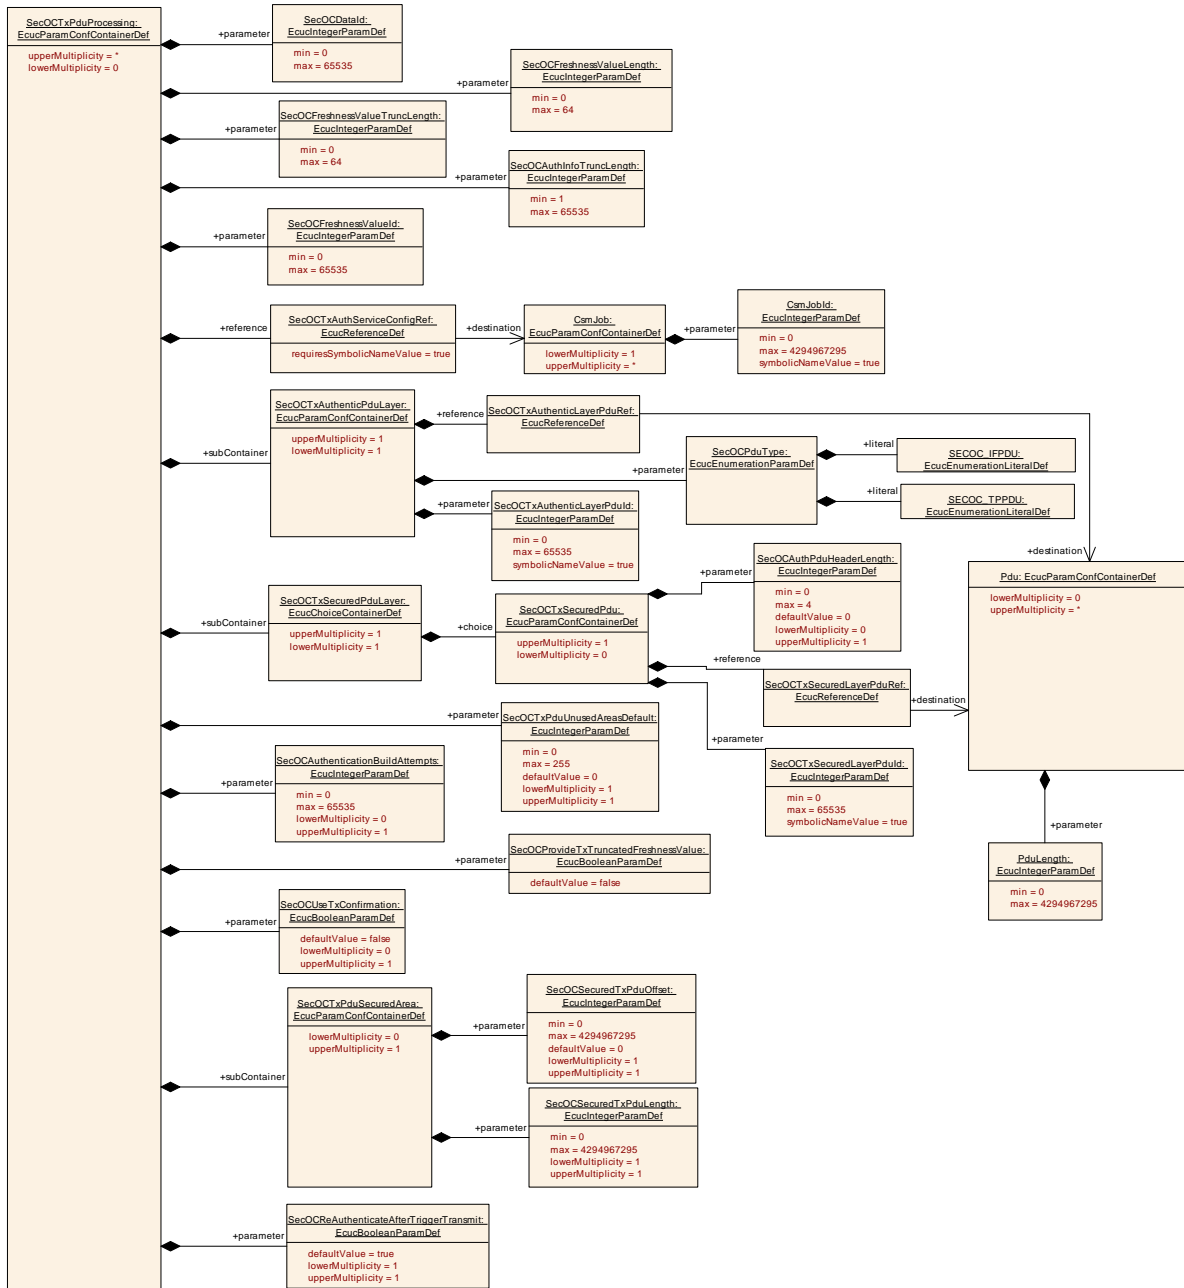 SecOCTxPduProcessing:
EcucParamConfContainerDef
upperMultiplicity = *
lowerMultiplicity = 0
+parameter
SecOCDataId:
EcucIntegerParamDef
min = 0
max = 65535
+parameter
SecOCFreshnessValueLength:
EcucIntegerParamDef
min = 0
max = 64
+parameter
SecOCFreshnessValueTruncLength:
EcucIntegerParamDef
min = 0
max = 64
+parameter
SecOCAuthInfoTruncLength:
EcucIntegerParamDef
min = 1
max = 65535
+parameter
SecOCFreshnessValueId:
EcucIntegerParamDef
min = 0
max = 65535
+reference
SecOCTxAuthServiceConfigRef:
EcucReferenceDef
requiresSymbolicNameValue = true
+destination
CsmJob:
EcucParamConfContainerDef
lowerMultiplicity = 1
upperMultiplicity = *
+parameter
CsmJobId:
EcucIntegerParamDef
min = 0
max = 4294967295
symbolicNameValue = true
+subContainer
SecOCTxAuthenticPduLayer:
EcucParamConfContainerDef
upperMultiplicity = 1
lowerMultiplicity = 1
+reference
SecOCTxAuthenticLayerPduRef:
EcucReferenceDef
+destination
+parameter
SecOCPduType:
EcucEnumerationParamDef
+literal
SECOC_IFPDU:
EcucEnumerationLiteralDef
+literal
SECOC_TPPDU:
EcucEnumerationLiteralDef
+parameter
SecOCTxAuthenticLayerPduId:
EcucIntegerParamDef
min = 0
max = 65535
symbolicNameValue = true
+subContainer
SecOCTxSecuredPduLayer:
EcucChoiceContainerDef
upperMultiplicity = 1
lowerMultiplicity = 1
+choice
SecOCTxSecuredPdu:
EcucParamConfContainerDef
upperMultiplicity = 1
lowerMultiplicity = 0
+parameter
SecOCAuthPduHeaderLength:
EcucIntegerParamDef
min = 0
max = 4
defaultValue = 0
lowerMultiplicity = 0
upperMultiplicity = 1
+reference
SecOCTxSecuredLayerPduRef:
EcucReferenceDef
+destination
Pdu: EcucParamConfContainerDef
lowerMultiplicity = 0
upperMultiplicity = *
+parameter
PduLength:
EcucIntegerParamDef
min = 0
max = 4294967295
+parameter
SecOCTxSecuredLayerPduId:
EcucIntegerParamDef
min = 0
max = 65535
symbolicNameValue = true
+parameter
SecOCTxPduUnusedAreasDefault:
EcucIntegerParamDef
min = 0
max = 255
defaultValue = 0
lowerMultiplicity = 1
upperMultiplicity = 1
+parameter
SecOCAuthenticationBuildAttempts:
EcucIntegerParamDef
min = 0
max = 65535
lowerMultiplicity = 0
upperMultiplicity = 1
+parameter
SecOCProvideTxTruncatedFreshnessValue:
EcucBooleanParamDef
defaultValue = false
+parameter
SecOCUseTxConfirmation:
EcucBooleanParamDef
defaultValue = false
lowerMultiplicity = 0
upperMultiplicity = 1
+subContainer
SecOCTxPduSecuredArea:
EcucParamConfContainerDef
lowerMultiplicity = 0
upperMultiplicity = 1
+parameter
SecOCSecuredTxPduOffset:
EcucIntegerParamDef
min = 0
max = 4294967295
defaultValue = 0
lowerMultiplicity = 1
upperMultiplicity = 1
+parameter
SecOCSecuredTxPduLength:
EcucIntegerParamDef
min = 0
max = 4294967295
lowerMultiplicity = 1
upperMultiplicity = 1
+parameter
SecOCReAuthenticateAfterTriggerTransmit:
EcucBooleanParamDef
defaultValue = true
lowerMultiplicity = 1
upperMultiplicity = 1